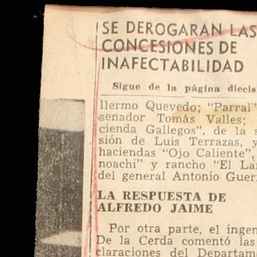 SE DEROGARAN LAS
CONCESIONES DE
INAFECTABILIDAD
Sigue de la página diecis
llermo Quevedo; "Parral"
senador Tomás Valles;
cienda Gallegos", de la s
sión de Luis Terrazas, y
haciendas "Ojo Caliente",
noachi" y rancho "El La
del general Antonio Guer
LA RESPUESTA DE
ALFREDO JAIME
Por otra parte, el ingen
De la Cerda comentó las
claraciones del Departam